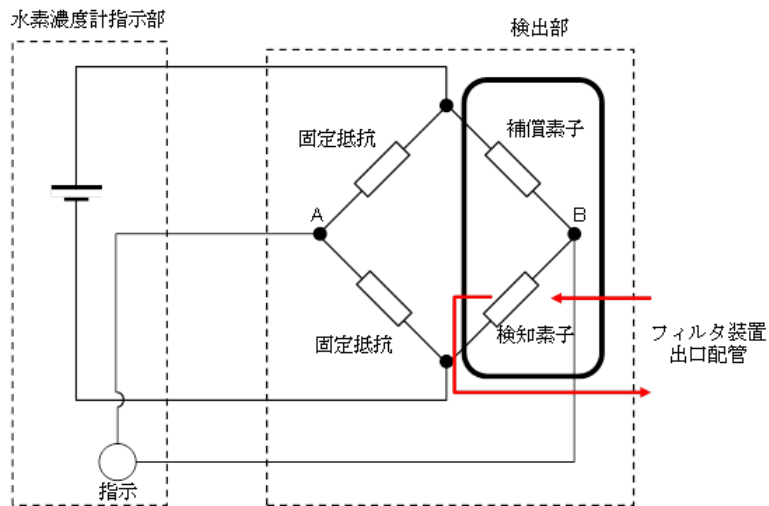 水素濃度計指示部
検出部
固定抵抗
補償素子
A
B
固定抵抗
検知素子
フィルタ装置
出口配管
指示